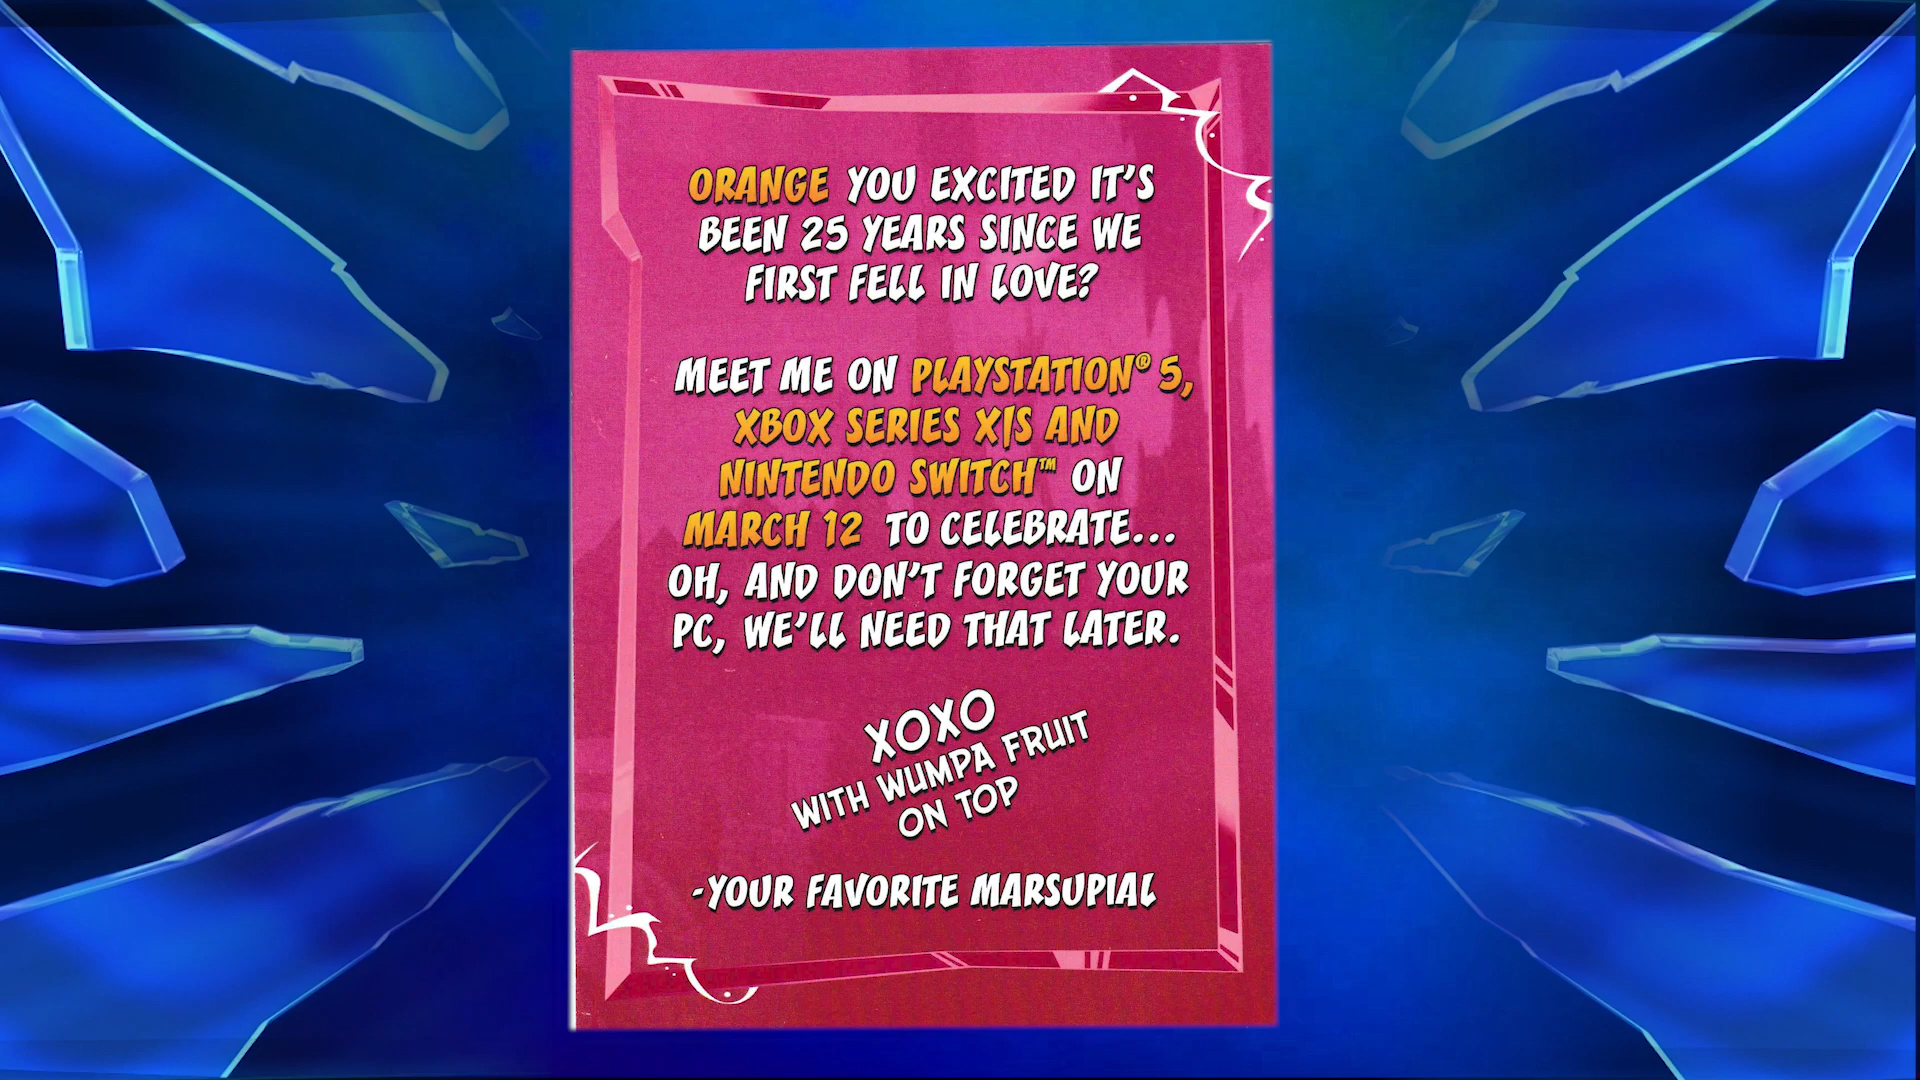 ORANGE YOU EXCITED IT'S
BEEN 25 YEARS SINCE WE
FIRST FELL IN LOVE?
MEET ME ON PLAYSTATION® 5,
XBOX SERIES X|S AND
NINTENDO SWITCH™ ON
MARCH 12 TO CELEBRATE...
OH, AND DON'T FORGET YOUR
PC, WE'LL NEED THAT LATER.
XOXO
WITH WUMPA FRUIT
ON TOP
-YOUR FAVORITE MARSUPIAL